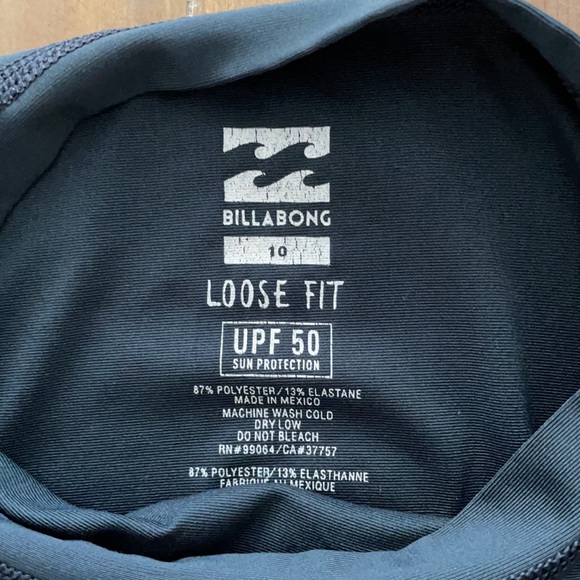 BILLABONG
10
LOOSE FIT
UPF 50
SUN PROTECTION
87% POLYESTER/13% ELASTANE
MADE IN MEXICO
MACHINE WASH COLD
DRY LOW
DO NOT BLEACH
RN#99064/CA#37757
87% POLYESTER/13% ELASTHANNE
FABRIQUE AU MEXIQUE